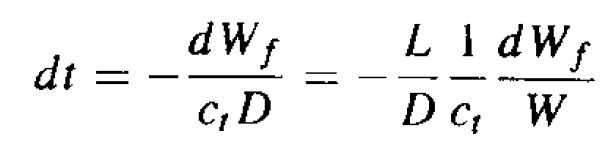 dt = - dW_f / (c_t D) = - (L / D) (1 / c_t) (dW_f / W)